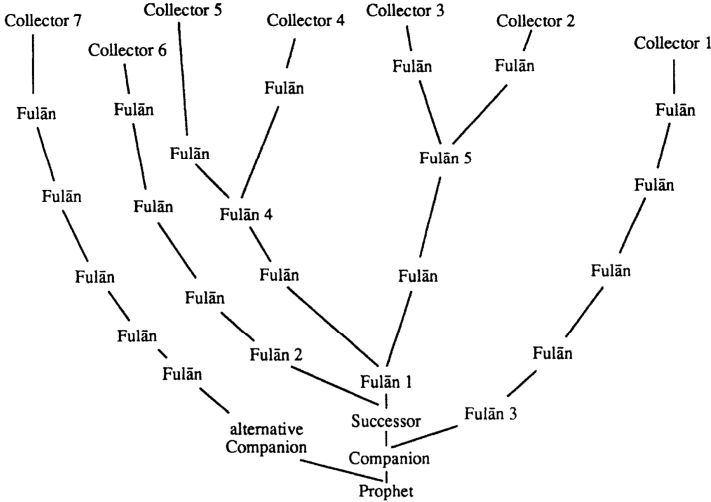 Collector 7
Collector 5
Collector 4
Collector 3
Collector 2
Collector 6
Collector 1
Fulān
Fulān
Fulān
Fulān
Fulān
Fulān
Fulān
Fulān 5
Fulān
Fulān
Fulān
Fulān 4
Fulān
Fulān
Fulān
Fulān
Fulān
Fulān
Fulān 2
Fulān
Fulān
Fulān 1
Fulān 3
Successor
alternative
Companion
Companion
Prophet